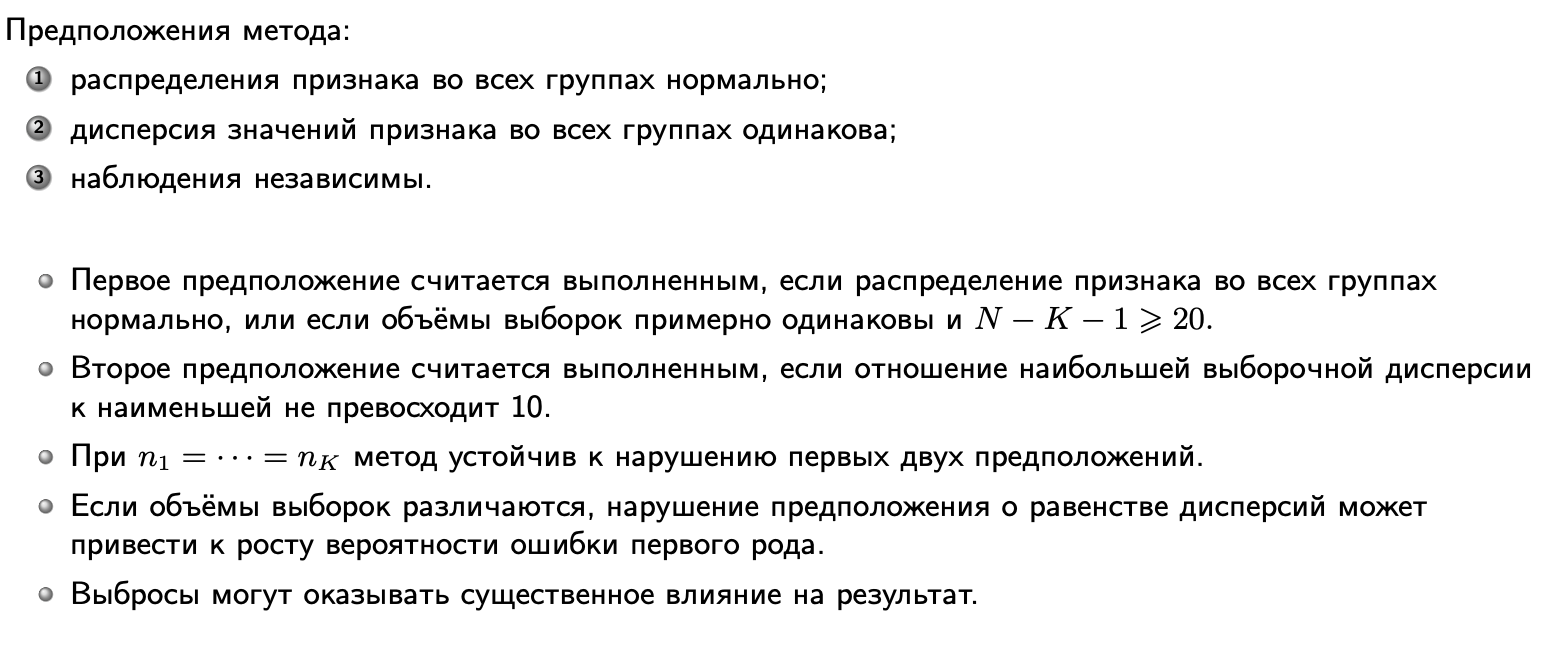 Предположения метода:
1 распределения признака во всех группах нормально;
2 дисперсия значений признака во всех группах одинакова;
3 наблюдения независимы.
Первое предположение считается выполненным, если распределение признака во всех группах
нормально, или если объёмы выборок примерно одинаковы и N − K − 1 ⩾ 20.
Второе предположение считается выполненным, если отношение наибольшей выборочной дисперсии
к наименьшей не превосходит 10.
При n₁ = ⋯ = n_K метод устойчив к нарушению первых двух предположений.
Если объёмы выборок различаются, нарушение предположения о равенстве дисперсий может
привести к росту вероятности ошибки первого рода.
Выбросы могут оказывать существенное влияние на результат.